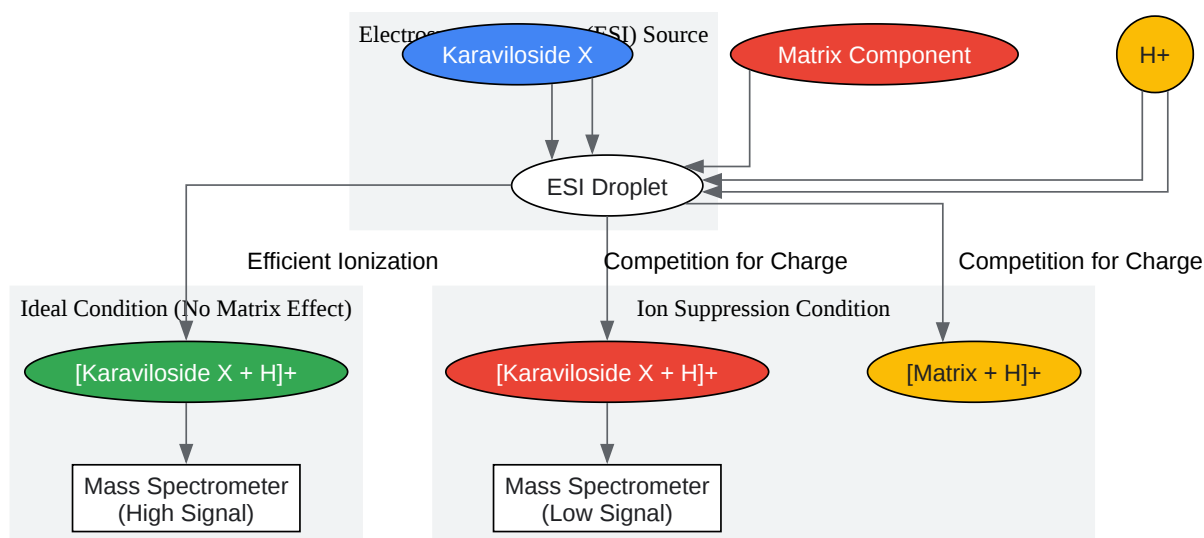 Electros (ESI) Source
Karaviloside X
Matrix Component
H+
ESI Droplet
Efficient Ionization
Competition for Charge
Competition for Charge
Ideal Condition (No Matrix Effect)
Ion Suppression Condition
[Karaviloside X + H]+
[Karaviloside X + H]+
[Matrix + H]+
Mass Spectrometer
(High Signal)
Mass Spectrometer
(Low Signal)